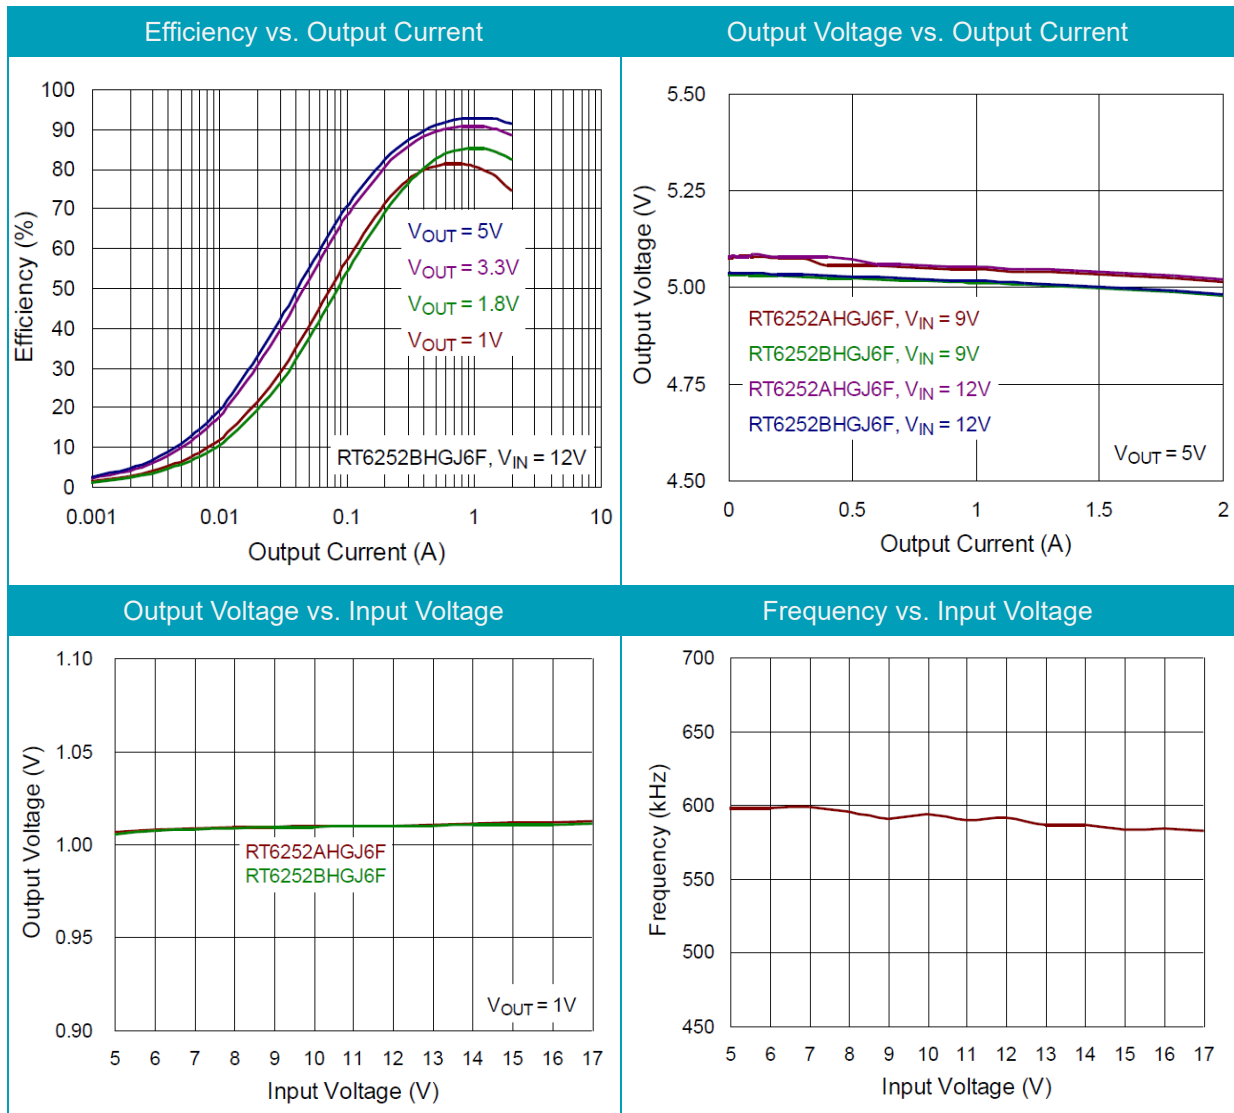 Efficiency vs. Output Current
Output Voltage vs. Output Current
100
90
80
70
60
50
40
30
20
10
0
Efficiency (%)
VOUT = 5V
VOUT = 3.3V
VOUT = 1.8V
VOUT = 1V
RT6252BHGJ6F, VIN = 12V
0.001
0.01
0.1
1
10
Output Current (A)
5.50
5.25
5.00
4.75
4.50
Output Voltage (V)
RT6252AHGJ6F, VIN = 9V
RT6252BHGJ6F, VIN = 9V
RT6252AHGJ6F, VIN = 12V
RT6252BHGJ6F, VIN = 12V
VOUT = 5V
0
0.5
1
1.5
2
Output Current (A)
Output Voltage vs. Input Voltage
Frequency vs. Input Voltage
1.10
1.05
1.00
0.95
0.90
Output Voltage (V)
RT6252AHGJ6F
RT6252BHGJ6F
VOUT = 1V
5 6 7 8 9 10 11 12 13 14 15 16 17
Input Voltage (V)
700
650
600
550
500
450
Frequency (kHz)
5 6 7 8 9 10 11 12 13 14 15 16 17
Input Voltage (V)